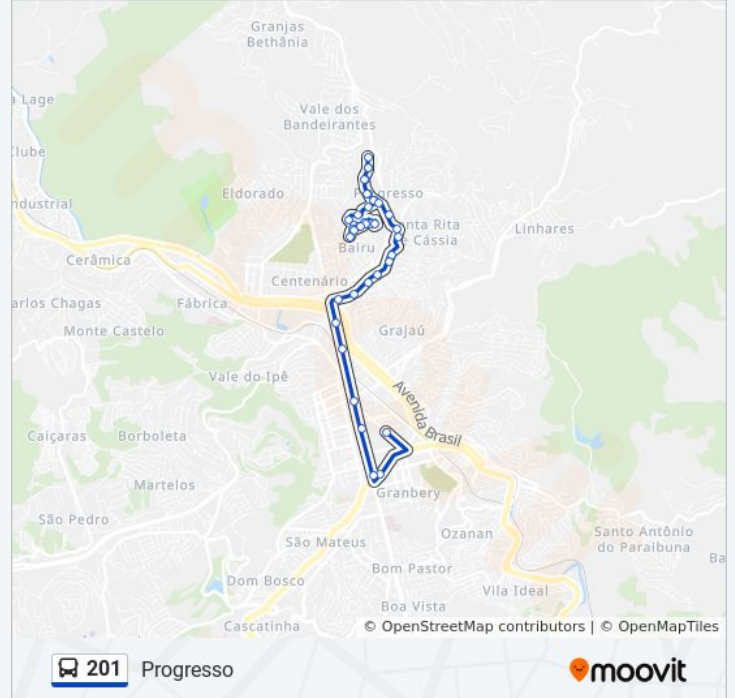 Granjas
Bethânia
a Lage
Vale dos
Bandeirantes
Clube
Eldorado
Progresso
ndustrial
Santa Rita
de Cássia
Linhares
Bairu
Cerâmica
Centenário
arlos Chagas
Fábrica
Monte Castelo
Grajaú
Vale do Ipê
Avenida Brasil
Caiçaras
Borboleta
Martelos
Granbery
São Pedro
Ozanan
Santo Antônio
do Paraibuna
São Mateus
Ba
Bom Pastor
Dom Bosco
Vila Ideal
Boa Vista
Cascatinha
© OpenStreetMap contributors | © OpenMapTiles
201 Progresso
moovit